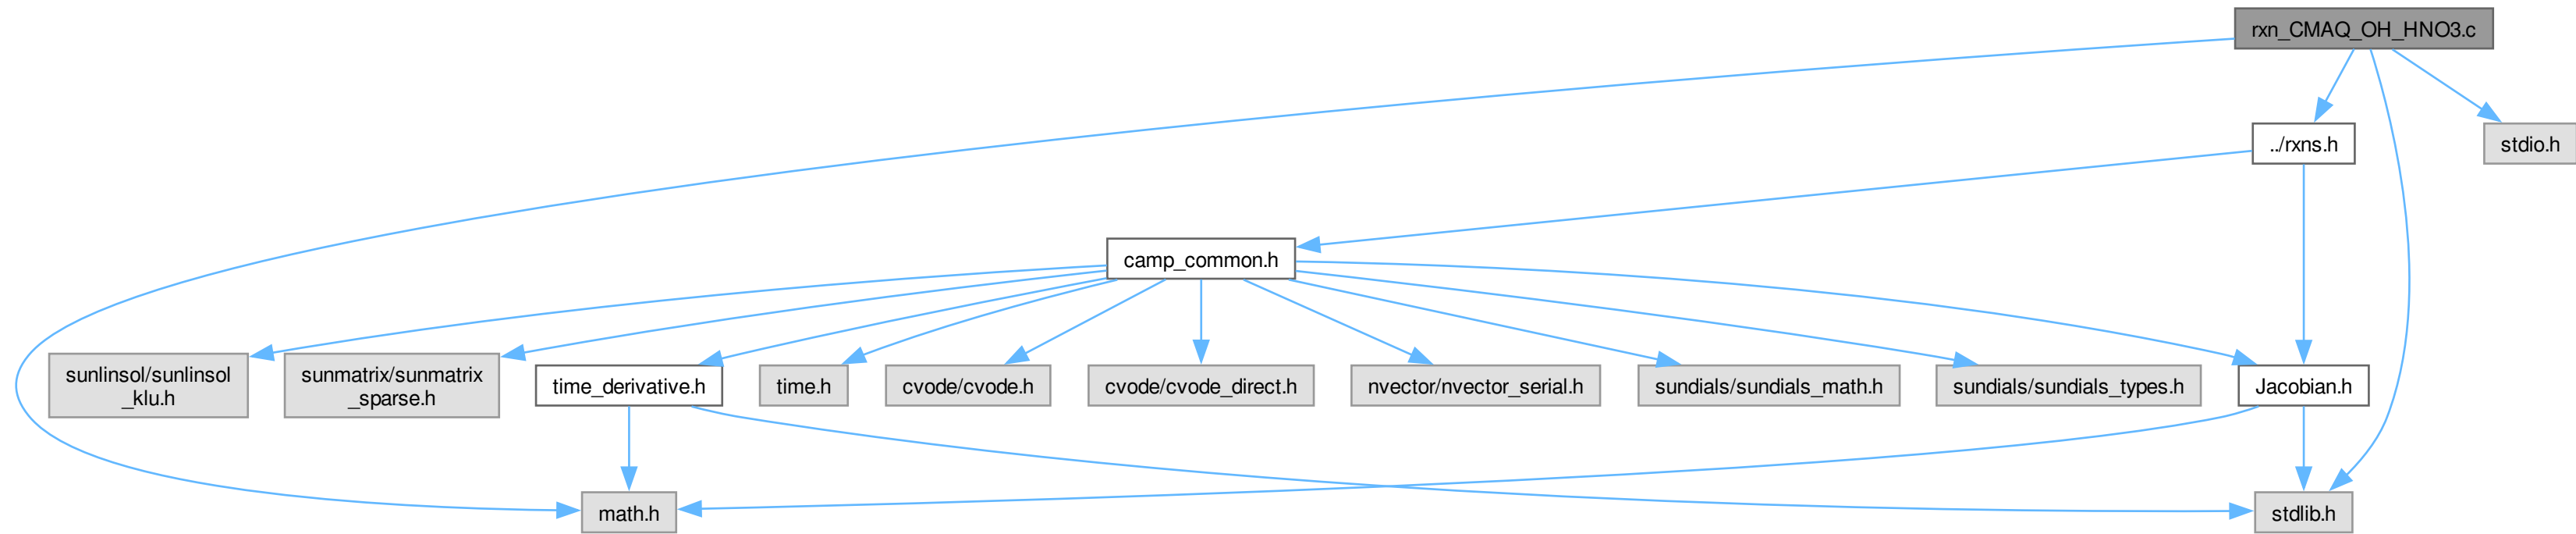 rxn_CMAQ_OH_HNO3.c
../rxns.h
stdio.h
camp_common.h
sunlinsol/sunlinsol
_klu.h
sunmatrix/sunmatrix
_sparse.h
time_derivative.h
time.h
cvode/cvode.h
cvode/cvode_direct.h
nvector/nvector_serial.h
sundials/sundials_math.h
sundials/sundials_types.h
Jacobian.h
math.h
stdlib.h